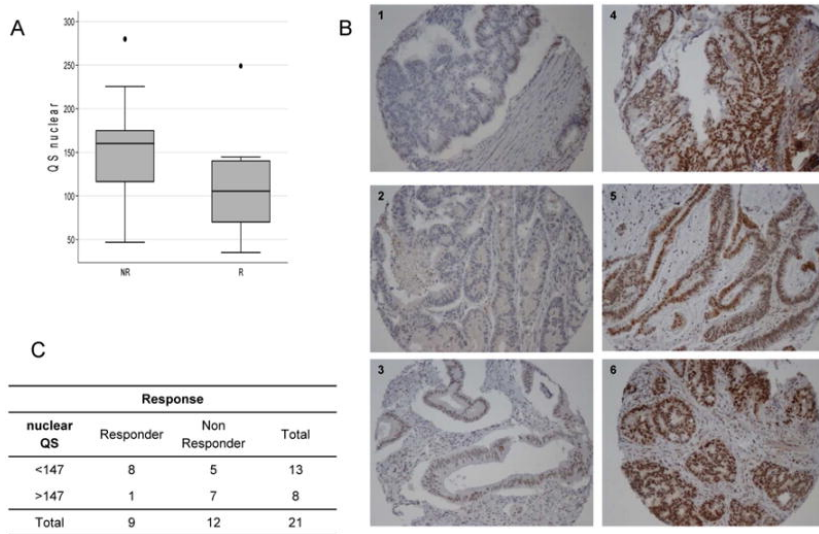 A
QS nuclear
300
250
200
150
100
50
NR R
B
1
2
3
4
5
6
C
Response
nuclear QS Responder Non Responder Total
<147 8 5 13
>147 1 7 8
Total 9 12 21